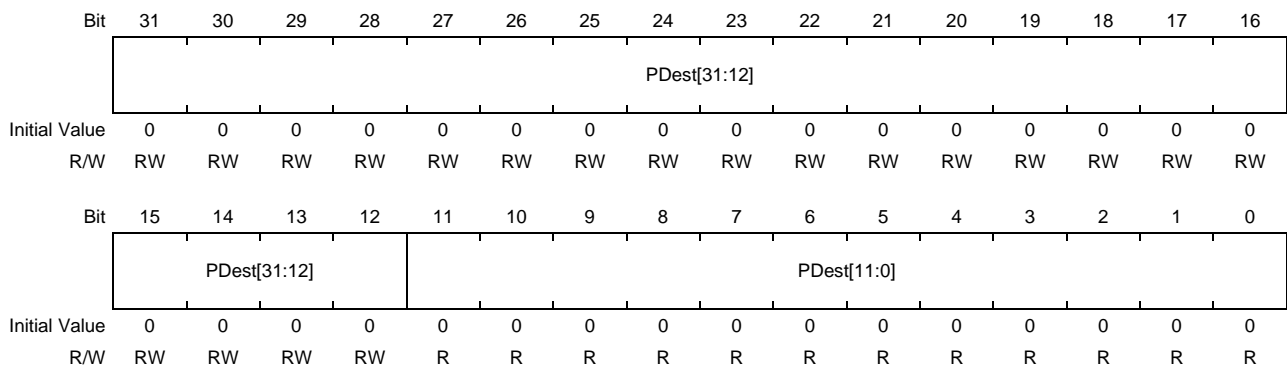 Bit 31 30 29 28 27 26 25 24 23 22 21 20 19 18 17 16
PDest[31:12]
Initial Value 0 0 0 0 0 0 0 0 0 0 0 0 0 0 0 0
R/W RW RW RW RW RW RW RW RW RW RW RW RW RW RW RW RW
Bit 15 14 13 12 11 10 9 8 7 6 5 4 3 2 1 0
PDest[31:12] PDest[11:0]
Initial Value 0 0 0 0 0 0 0 0 0 0 0 0 0 0 0 0
R/W RW RW RW RW R R R R R R R R R R R R